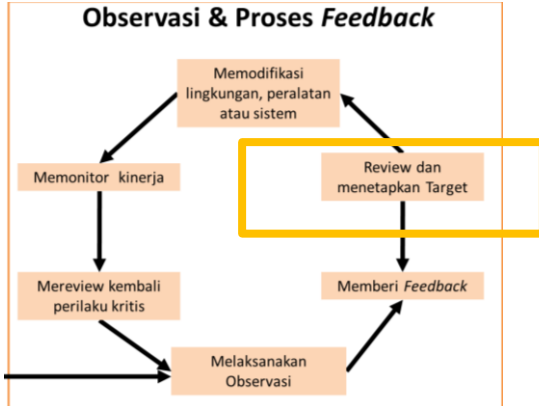 Observasi & Proses Feedback
Memodifikasi
lingkungan, peralatan
atau sistem
Memonitor kinerja
Review dan
menetapkan Target
Mereview kembali
perilaku kritis
Memberi Feedback
Melaksanakan
Observasi